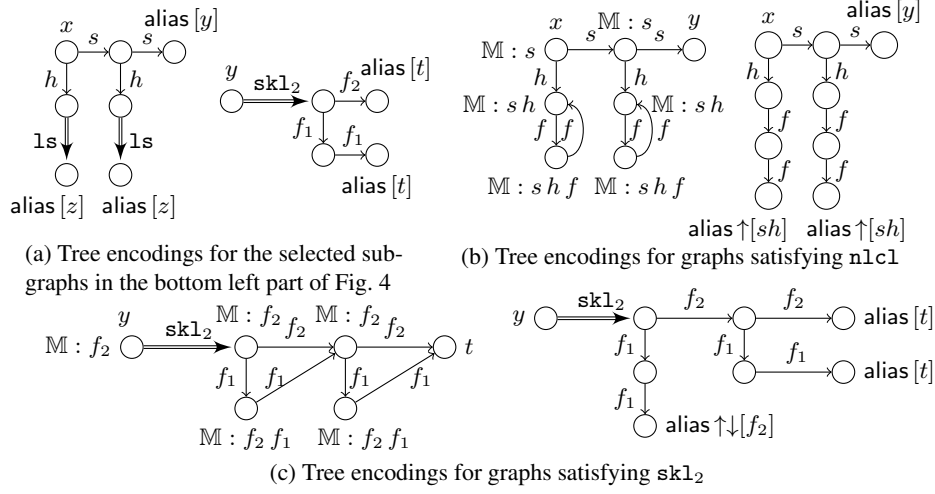 x s s alias [y]
h h
ls ls
alias [z] alias [z]
y skl₂ f₂ alias [t]
f₁ f₁
alias [t]
(a) Tree encodings for the selected sub-
graphs in the bottom left part of Fig. 4
𝕄 : s x s 𝕄 : s s y
h h
𝕄 : s h 𝕄 : s h
f f f f
𝕄 : s h f 𝕄 : s h f
x s s alias [y]
h h
f f
f f
alias ↑[sh] alias ↑[sh]
(b) Tree encodings for graphs satisfying nlcl
𝕄 : f₂ y skl₂ 𝕄 : f₂ f₂ 𝕄 : f₂ f₂ t
f₁ f₁ f₁ f₁
𝕄 : f₂ f₁ 𝕄 : f₂ f₁
y skl₂ f₂ f₂ alias [t]
f₁ f₁ f₁ alias [t]
f₁
alias ↑↓[f₂]
(c) Tree encodings for graphs satisfying skl₂